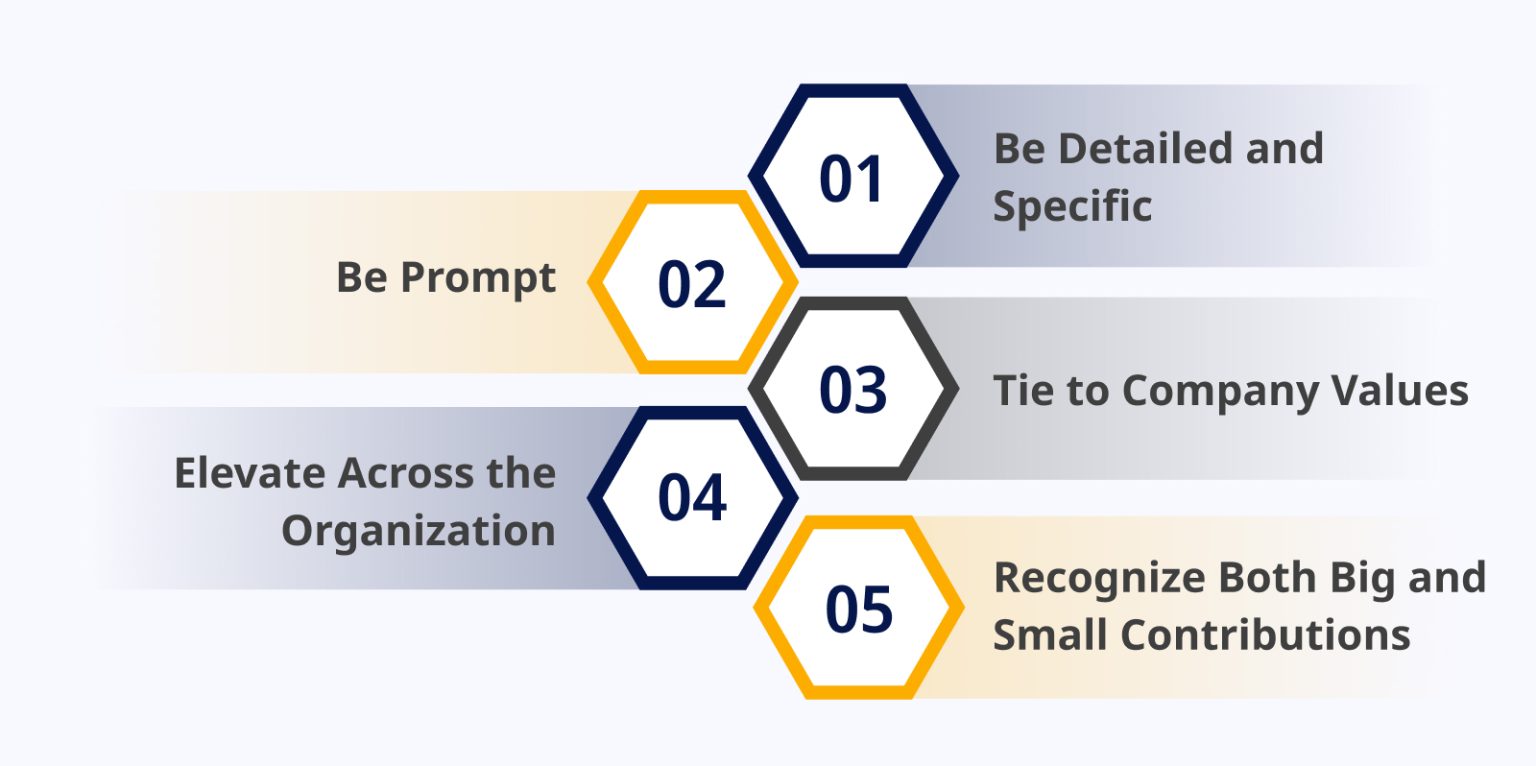 01
Be Detailed and
Specific
02
Be Prompt
03
Tie to Company Values
04
Elevate Across the
Organization
05
Recognize Both Big and
Small Contributions